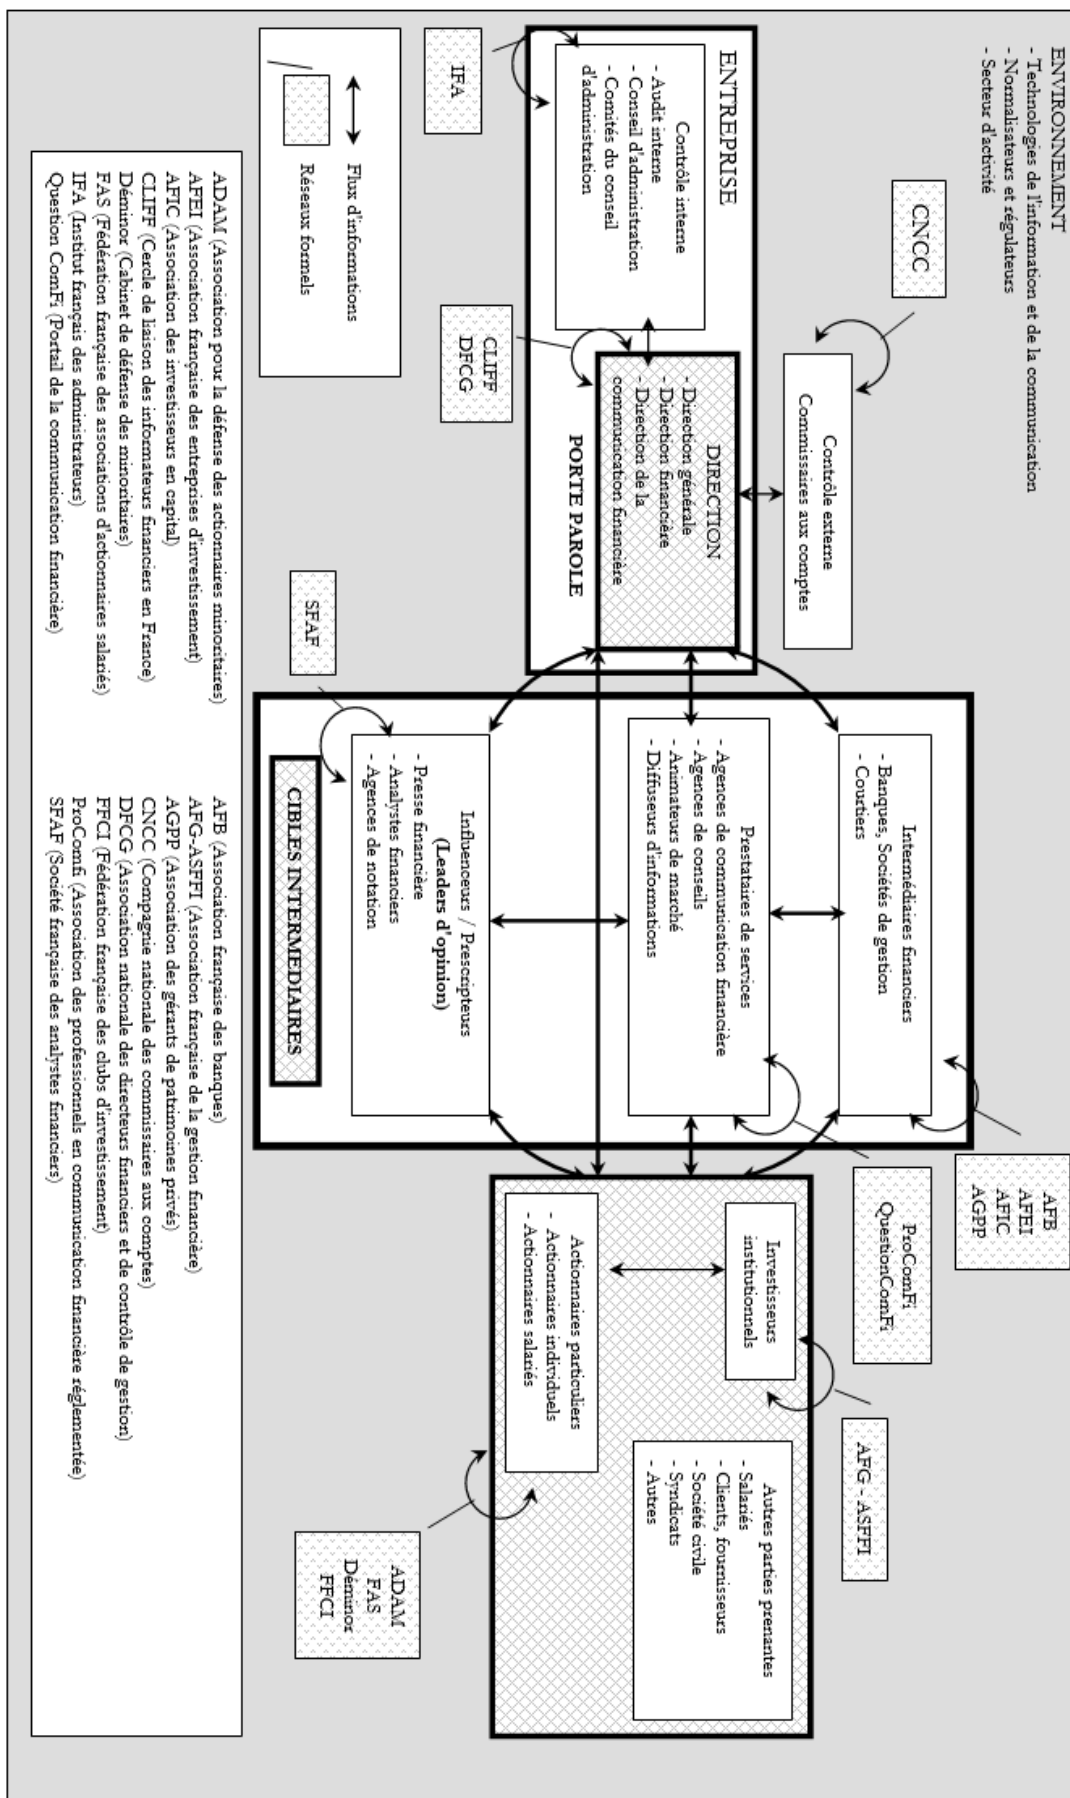 ENVIRONNEMENT
- Technologies de l'information et de la communication
- Normalisateurs et régulateurs
- Secteur d'activité
CNCC
Contrôle externe
Commissaires aux comptes
ENTREPRISE
Contrôle interne
- Audit interne
- Conseil d'administration
- Comités du conseil
d'administration
IFA
DIRECTION
- Direction générale
- Direction financière
- Direction de la
communication financière
PORTE PAROLE
CLIFF
DFCG
Intermédiaires financiers
- Banques, Sociétés de gestion
- Courtiers
Prestataires de services
- Agences de communication financière
- Agences de conseils
- Animateurs de marché
- Diffuseurs d'informations
Influenceurs / Prescripteurs
(Leaders d'opinion)
- Presse financière
- Analystes financiers
- Agences de notation
CIBLES INTERMEDIAIRES
SFAF
AFB
AFEI
AFIC
AGPP
ProComFi
QuestionComFi
AFG - ASFFI
Investisseurs
institutionnels
Actionnaires particuliers
- Actionnaires individuels
- Actionnaires salariés
Autres parties prenantes
- Salariés
- Clients, fournisseurs
- Société civile
- Syndicats
- Autres
ADAM
FAS
Déminor
FFCI
Flux d'informations
Réseaux formels
ADAM (Association pour la défense des actionnaires minoritaires)
AFEI (Association française des entreprises d'investissement)
AFIC (Association des investisseurs en capital)
CLIFF (Cercle de liaison des informateurs financiers en France)
Déminor (Cabinet de défense des minoritaires)
FAS (Fédération française des associations d'actionnaires salariés)
IFA (Institut français des administrateurs)
Question ComFi (Portail de la communication financière)
AFB (Association française des banques)
AFG-ASFFI (Association française de la gestion financière)
AGPP (Association des gérants de patrimoines privés)
CNCC (Compagnie nationale des commissaires aux comptes)
DFCG (Association nationale des directeurs financiers et de contrôle de gestion)
FFCI (Fédération française des clubs d'investissement)
ProComfi (Association des professionnels en communication financière réglementée)
SFAF (Société française des analystes financiers)